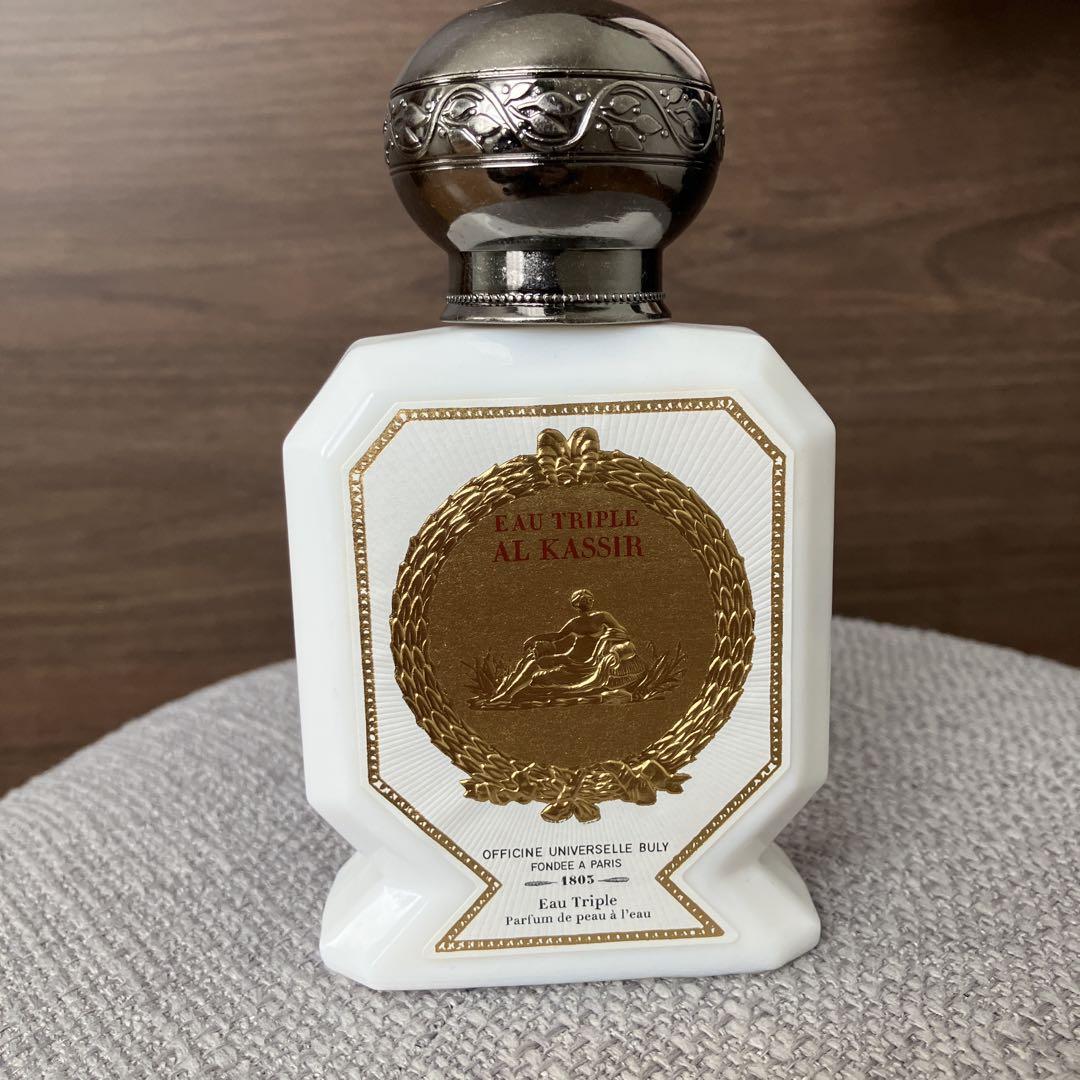 EAU TRIPLE
AL KASSIR
OFFICINE UNIVERSELLE BULY
FONDEE A PARIS
1803
Eau Triple
Parfum de peau à l'eau